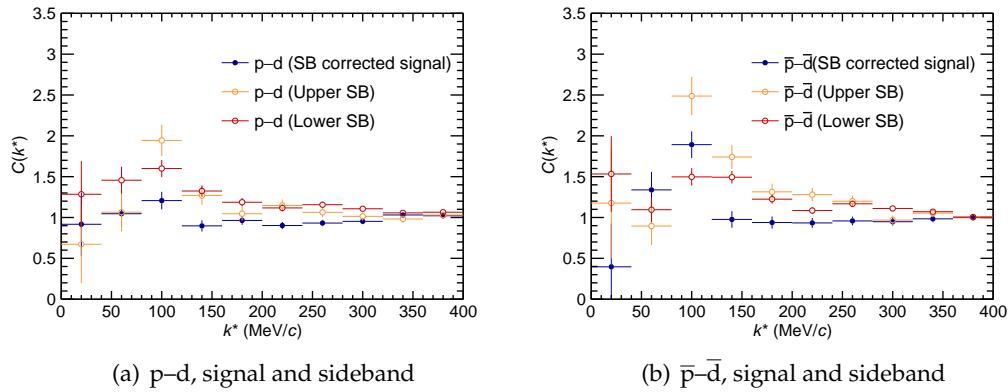 C(k*)
3.5
3
2.5
2
1.5
1
0.5
0
p–d (SB corrected signal)
p–d (Upper SB)
p–d (Lower SB)
0 50 100 150 200 250 300 350 400
k* (MeV/c)
(a) p–d, signal and sideband
C(k*)
3.5
3
2.5
2
1.5
1
0.5
0
p̅–d̅(SB corrected signal)
p̅–d̅ (Upper SB)
p̅–d̅ (Lower SB)
0 50 100 150 200 250 300 350 400
k* (MeV/c)
(b) p̅–d̅, signal and sideband